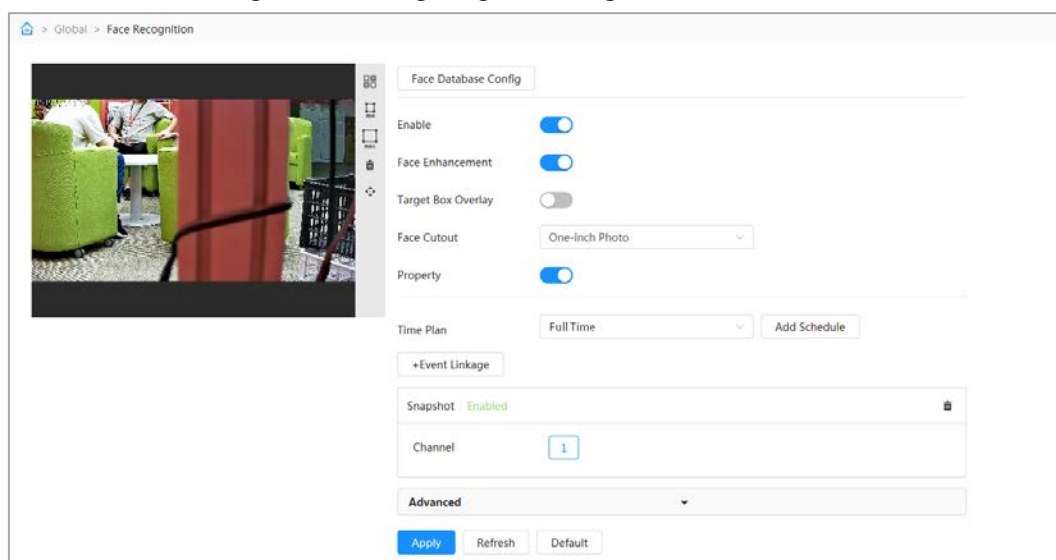 > Global > Face Recognition
Face Database Config
Enable
Face Enhancement
Target Box Overlay
Face Cutout One-Inch Photo
Property
Time Plan Full Time Add Schedule
+Event Linkage
Snapshot Enabled
Channel 1
Advanced
Apply Refresh Default